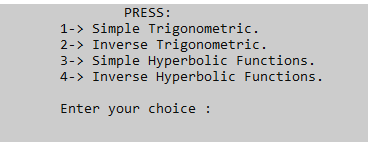 PRESS:
1-> Simple Trigonometric.
2-> Inverse Trigonometric.
3-> Simple Hyperbolic Functions.
4-> Inverse Hyperbolic Functions.
Enter your choice :